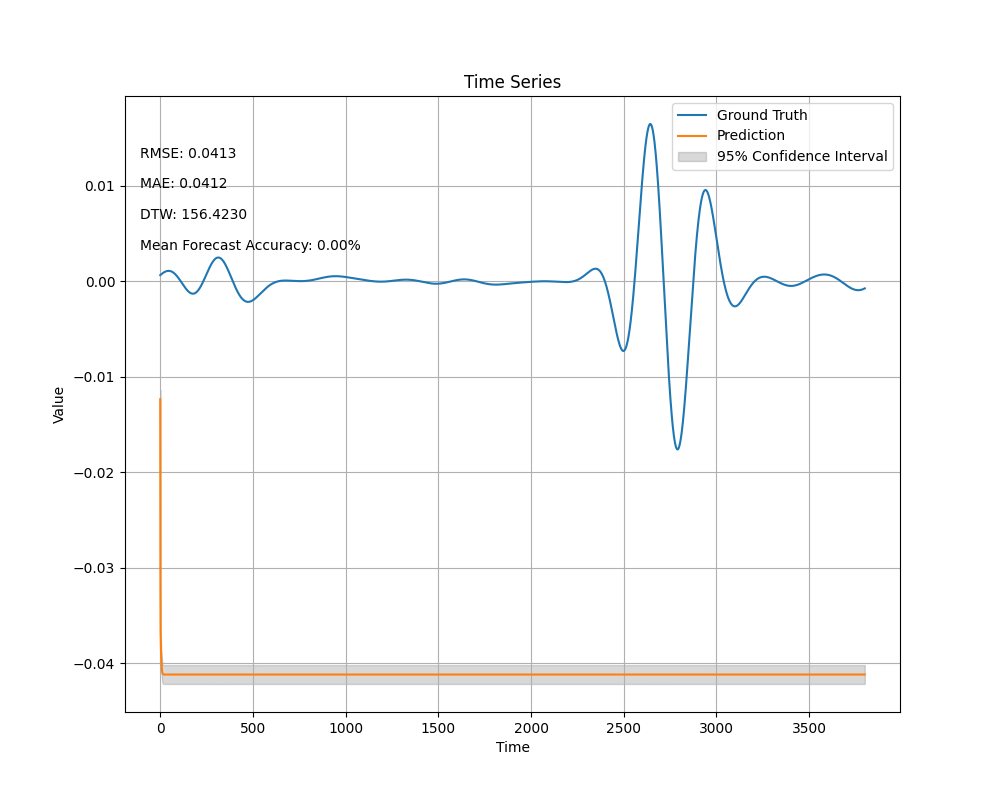 Time Series
Ground Truth
Prediction
95% Confidence Interval
RMSE: 0.0413
MAE: 0.0412
DTW: 156.4230
Mean Forecast Accuracy: 0.00%
0.01
0.00
−0.01
−0.02
−0.03
−0.04
Value
0 500 1000 1500 2000 2500 3000 3500
Time